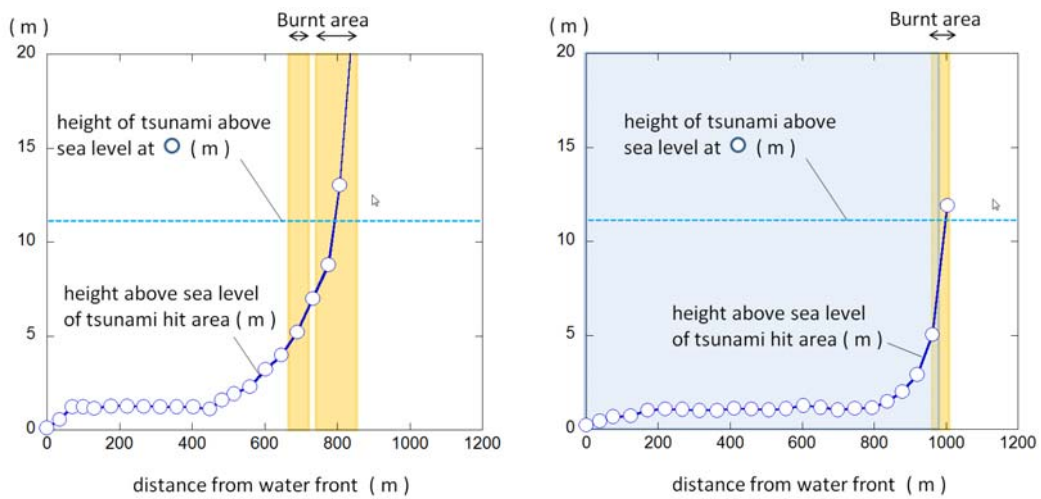 Burnt area
( m )
20
15
10
5
0
height of tsunami above
sea level at ( m )
height above sea level
of tsunami hit area ( m )
0 200 400 600 800 1000 1200
distance from water front ( m )
Burnt area
( m )
20
15
10
5
0
height of tsunami above
sea level at ( m )
height above sea level
of tsunami hit area ( m )
0 200 400 600 800 1000 1200
distance from water front ( m )